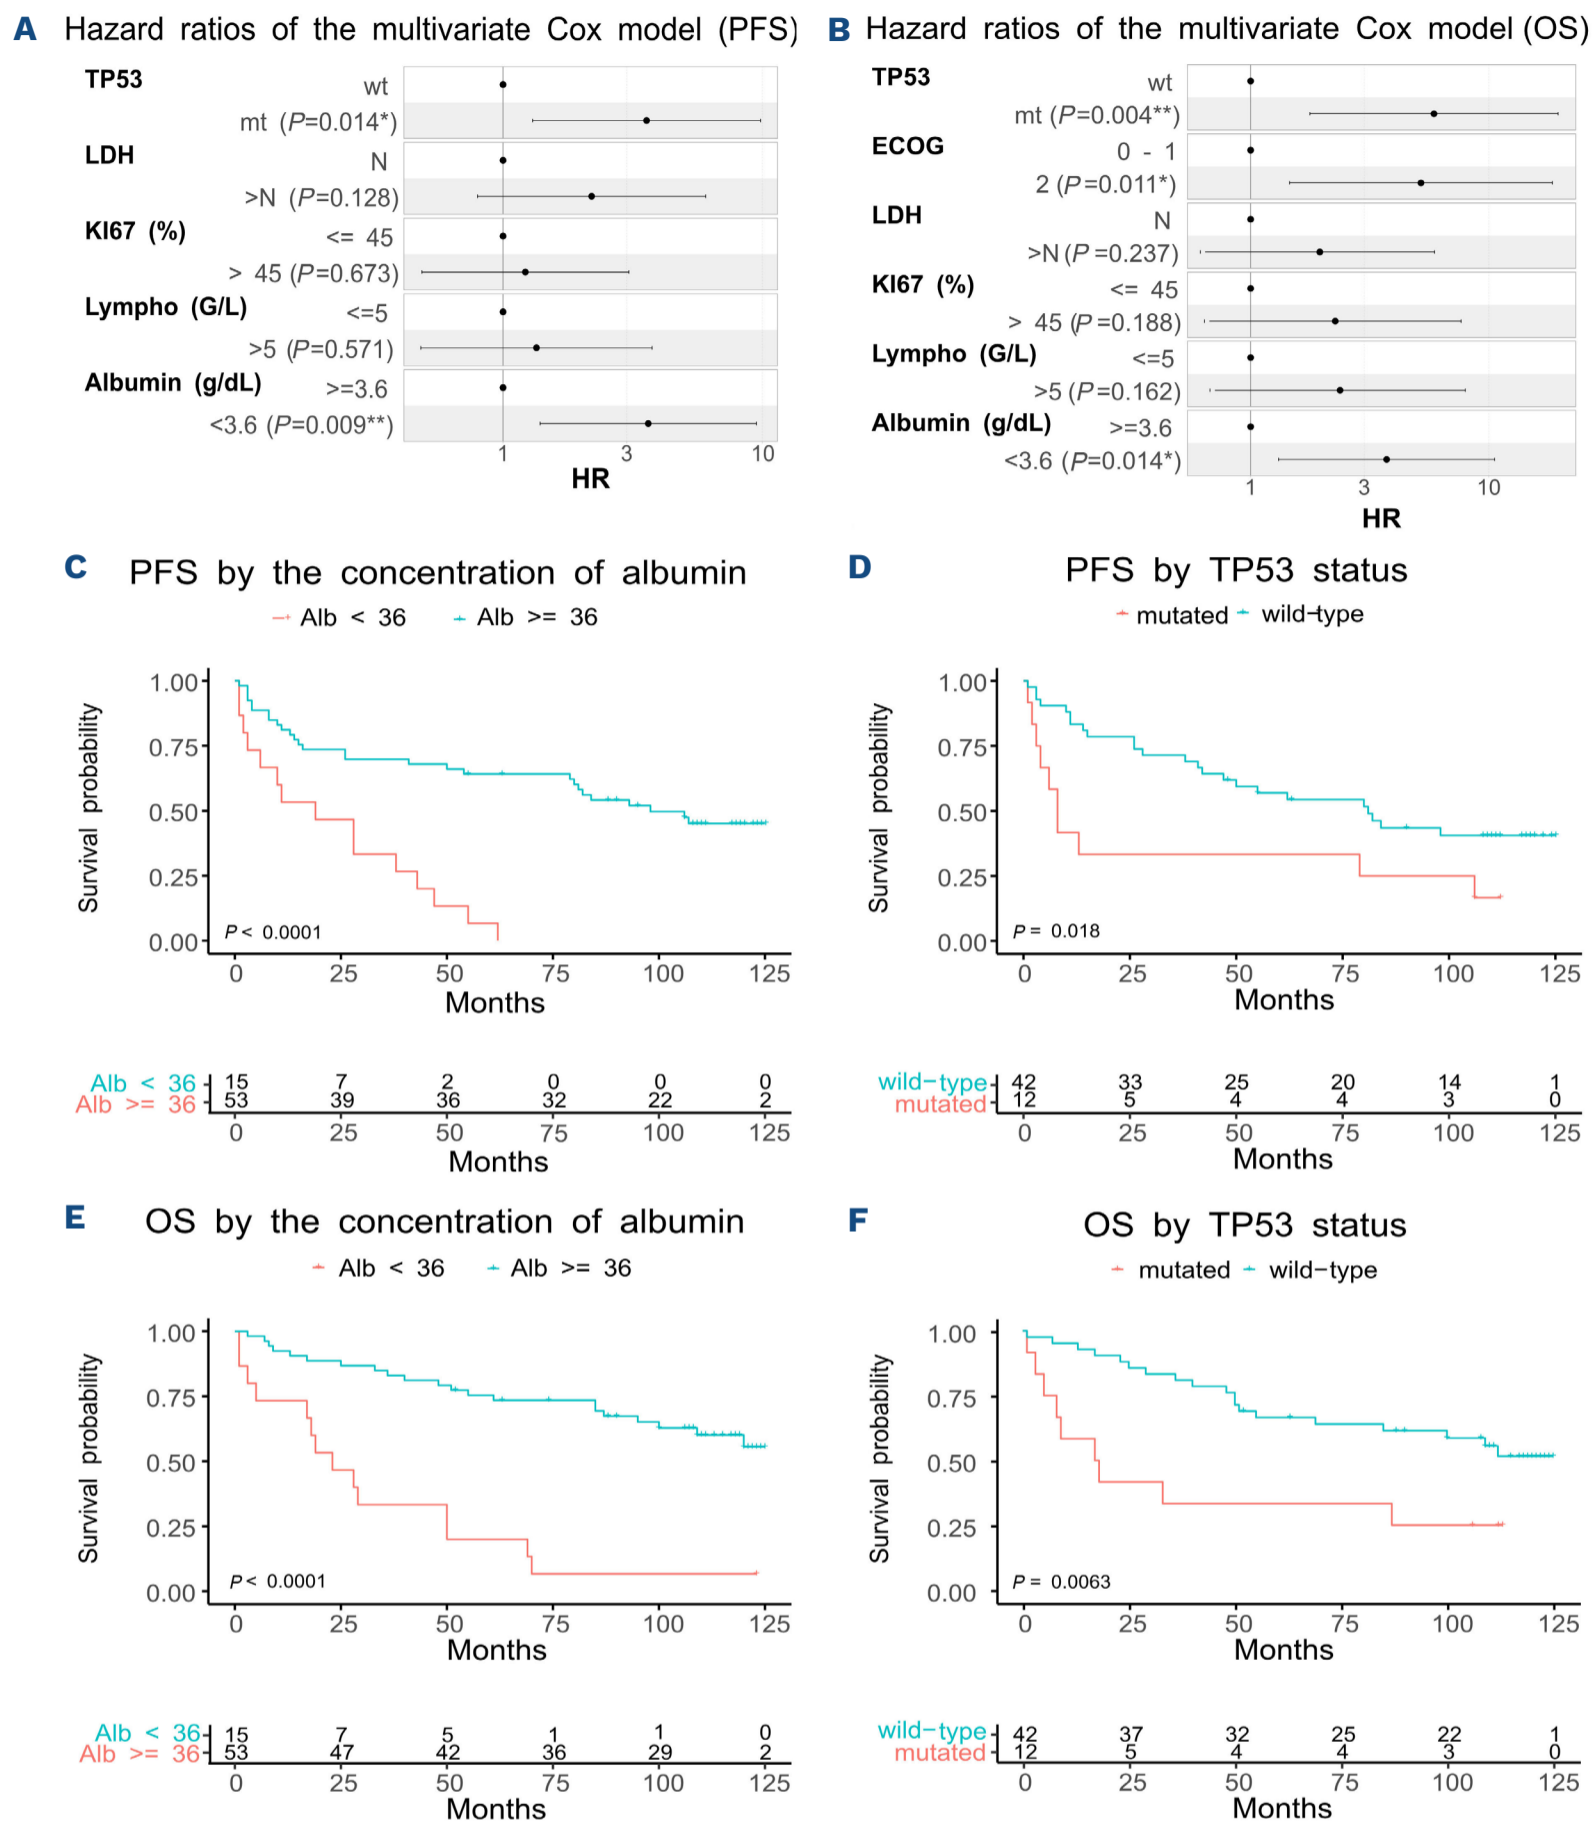 A Hazard ratios of the multivariate Cox model (PFS)
TP53
wt
mt (P=0.014*)
LDH
N
>N (P=0.128)
KI67 (%)
<= 45
> 45 (P=0.673)
Lympho (G/L)
<=5
>5 (P=0.571)
Albumin (g/dL)
>=3.6
<3.6 (P=0.009**)
1 3 10
HR
B Hazard ratios of the multivariate Cox model (OS)
TP53
wt
mt (P=0.004**)
ECOG
0 - 1
2 (P=0.011*)
LDH
N
>N (P=0.237)
KI67 (%)
<= 45
> 45 (P=0.188)
Lympho (G/L)
<=5
>5 (P=0.162)
Albumin (g/dL)
>=3.6
<3.6 (P=0.014*)
1 3 10
HR
C PFS by the concentration of albumin
Alb < 36 Alb >= 36
Survival probability
1.00
0.75
0.50
0.25
0.00
P < 0.0001
0 25 50 75 100 125
Months
Alb < 36 15 7 2 0 0 0
Alb >= 36 53 39 36 32 22 2
0 25 50 75 100 125
Months
D PFS by TP53 status
mutated wild-type
Survival probability
1.00
0.75
0.50
0.25
0.00
P = 0.018
0 25 50 75 100 125
Months
wild-type 42 33 25 20 14 1
mutated 12 5 4 4 3 0
0 25 50 75 100 125
Months
E OS by the concentration of albumin
Alb < 36 Alb >= 36
Survival probability
1.00
0.75
0.50
0.25
0.00
P < 0.0001
0 25 50 75 100 125
Months
Alb < 36 15 7 5 1 1 0
Alb >= 36 53 47 42 36 29 2
0 25 50 75 100 125
Months
F OS by TP53 status
mutated wild-type
Survival probability
1.00
0.75
0.50
0.25
0.00
P = 0.0063
0 25 50 75 100 125
Months
wild-type 42 37 32 25 22 1
mutated 12 5 4 4 3 0
0 25 50 75 100 125
Months